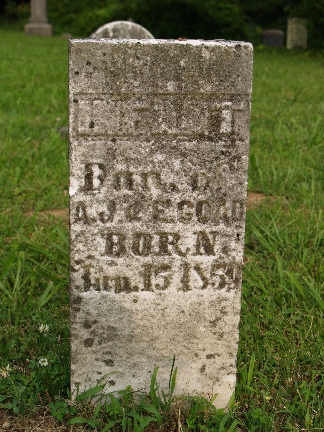 Dau. of
A.J. & E. GOAD
BORN
Jan. 15 1859